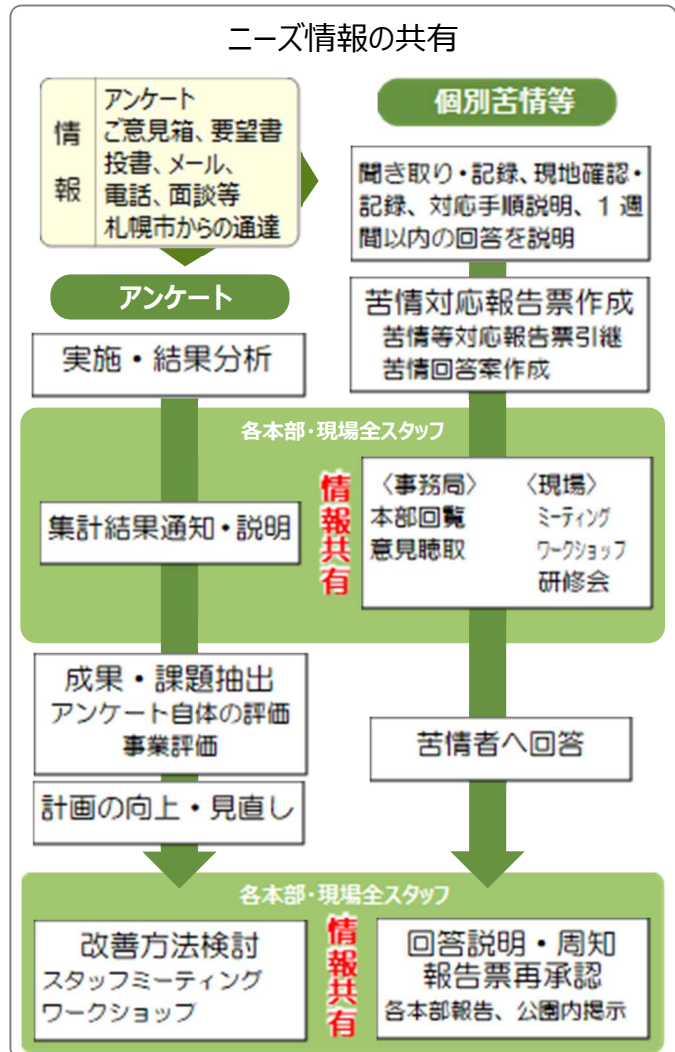 ニーズ情報の共有
情報
アンケート
ご意見箱、要望書
投書、メール、
電話、面談等
札幌市からの通達
アンケート
実施・結果分析
個別苦情等
聞き取り・記録、現地確認・
記録、対応手順説明、1週
間以内の回答を説明
苦情対応報告票作成
苦情等対応報告票引継
苦情回答案作成
各本部・現場全スタッフ
集計結果通知・説明
情報共有
〈事務局〉 〈現場〉
本部回覧 ミーティング
意見聴取 ワークショップ
研修会
成果・課題抽出
アンケート自体の評価
事業評価
計画の向上・見直し
苦情者へ回答
各本部・現場全スタッフ
改善方法検討
スタッフミーティング
ワークショップ
情報共有
回答説明・周知
報告票再承認
各本部報告、公園内掲示